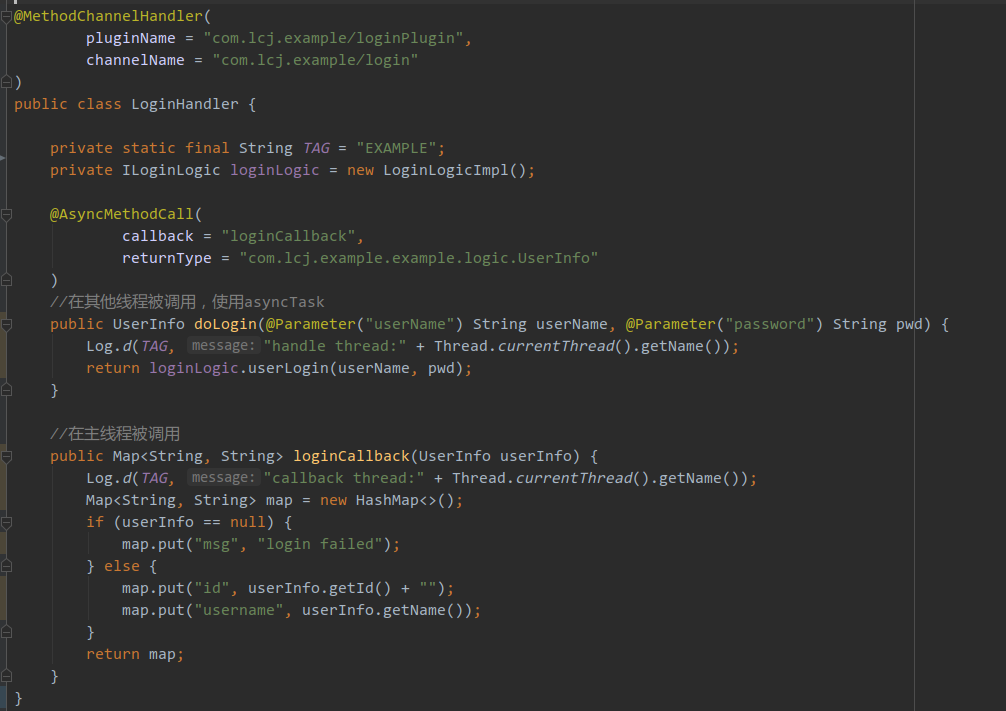 @MethodChannelHandler(
        pluginName = "com.lcj.example/loginPlugin",
        channelName = "com.lcj.example/login"
)
public class LoginHandler {
    private static final String TAG = "EXAMPLE";
    private ILoginLogic loginLogic = new LoginLogicImpl();
    @AsyncMethodCall(
            callback = "loginCallback",
            returnType = "com.lcj.example.example.logic.UserInfo"
    )
    //在其他线程被调用，使用asyncTask
    public UserInfo doLogin(@Parameter("userName") String userName, @Parameter("password") String pwd) {
        Log.d(TAG, message: "handle thread:" + Thread.currentThread().getName());
        return loginLogic.userLogin(userName, pwd);
    }
    //在主线程被调用
    public Map<String, String> loginCallback(UserInfo userInfo) {
        Log.d(TAG, message: "callback thread:" + Thread.currentThread().getName());
        Map<String, String> map = new HashMap<>();
        if (userInfo == null) {
            map.put("msg", "login failed");
        } else {
            map.put("id", userInfo.getId() + "");
            map.put("username", userInfo.getName());
        }
        return map;
    }
}